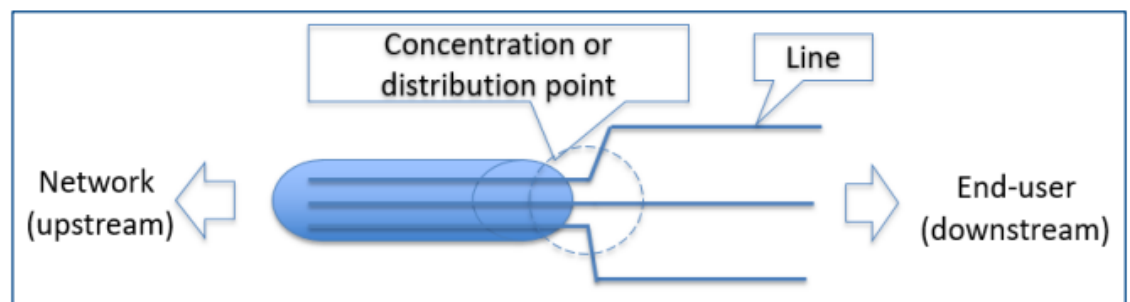 Concentration or
distribution point
Line
Network
(upstream)
End-user
(downstream)